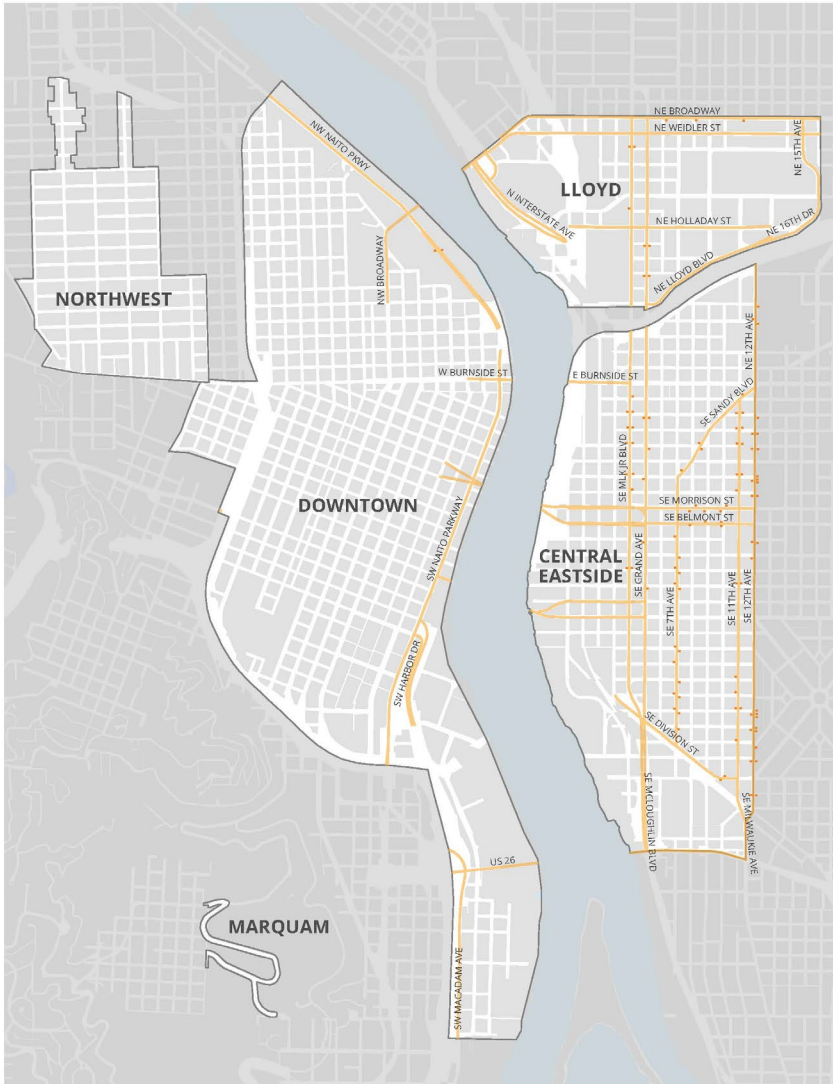 NE BROADWAY
NE WEIDLER ST
NE 15TH AVE
NW NAITO PKWY
LLOYD
N INTERSTATE AVE
NE HOLLADAY ST
NE 16TH DR
NW BROADWAY
NE LLOYD BLVD
NORTHWEST
NE 12TH AVE
W BURNSIDE ST
E BURNSIDE ST
SE SANDY BLVD
SE MLK JR BLVD
DOWNTOWN
SE MORRISON ST
SE BELMONT ST
SW NAITO PARKWAY
CENTRAL
EASTSIDE
SE GRAND AVE
SE 7TH AVE
SE 11TH AVE
SE 12TH AVE
SW HARBOR DR
SE DIVISION ST
SE MCLOUGHLIN BLVD
SE MILWAUKIE AVE
US 26
MARQUAM
SW MACADAM AVE